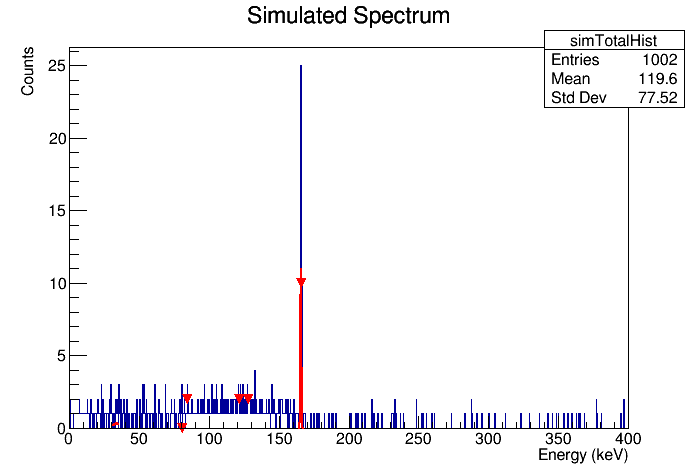 Simulated Spectrum
simTotalHist
Entries 1002
Mean 119.6
Std Dev 77.52
Counts
25
20
15
10
5
0
0 50 100 150 200 250 300 350 400
Energy (keV)